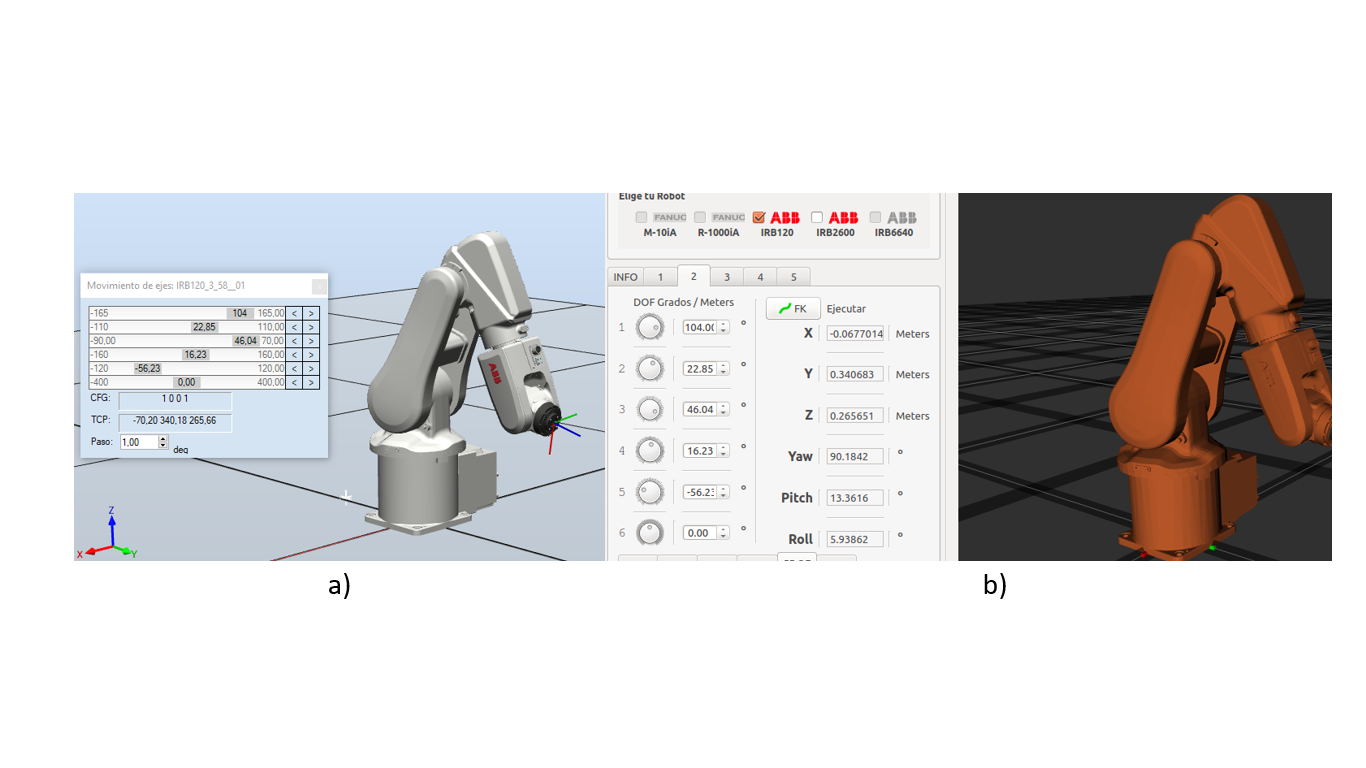 Movimiento de ejes: IRB120_3_58__01
-165 104 165,00 < >
-110 22,85 110,00 < >
-90,00 46,04 70,00 < >
-160 16,23 160,00 < >
-120 -56,23 120,00 < >
-400 0,00 400,00 < >
CFG: 1 0 0 1
TCP: -70,20 340,18 265,66
Paso: 1,00 deg
Z
X
Y
ABB
Elige tu Robot
FANUC FANUC ABB ABB ABB
M-10iA R-1000iA IRB120 IRB2600 IRB6640
INFO 1 2 3 4 5
DOF Grados / Meters
FK Ejecutar
1 104.00 °
X -0.0677014 Meters
2 22.85 °
Y 0.340683 Meters
3 46.04 °
Z 0.265651 Meters
4 16.23 °
Yaw 90.1842 °
5 -56.23 °
Pitch 13.3616 °
6 0.00 °
Roll 5.93862 °
ABB
a)
b)